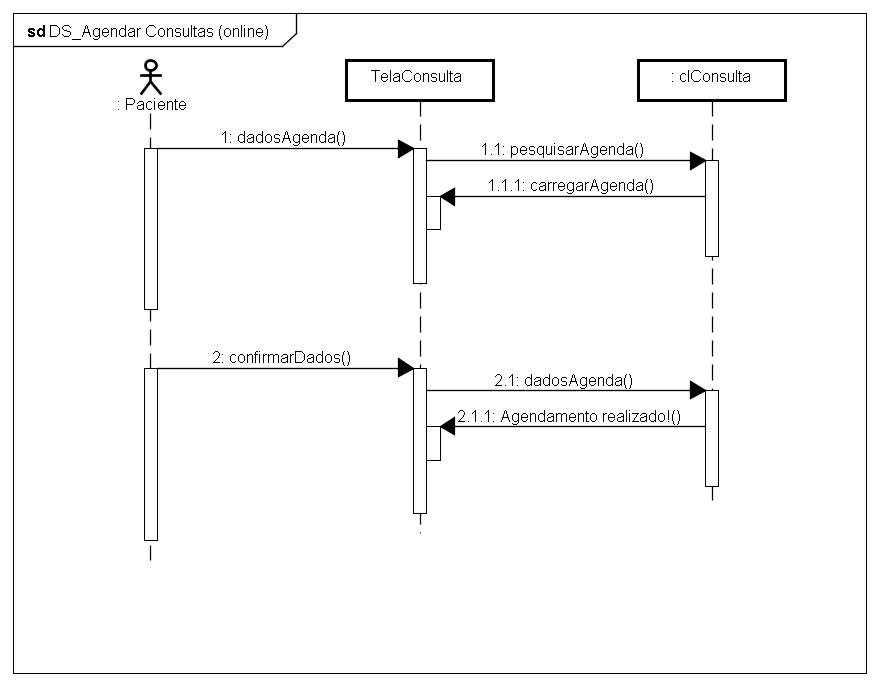 sd DS_Agendar Consultas (online)
: Paciente
TelaConsulta
: clConsulta
1: dadosAgenda()
1.1: pesquisarAgenda()
1.1.1: carregarAgenda()
2: confirmarDados()
2.1: dadosAgenda()
2.1.1: Agendamento realizado!()